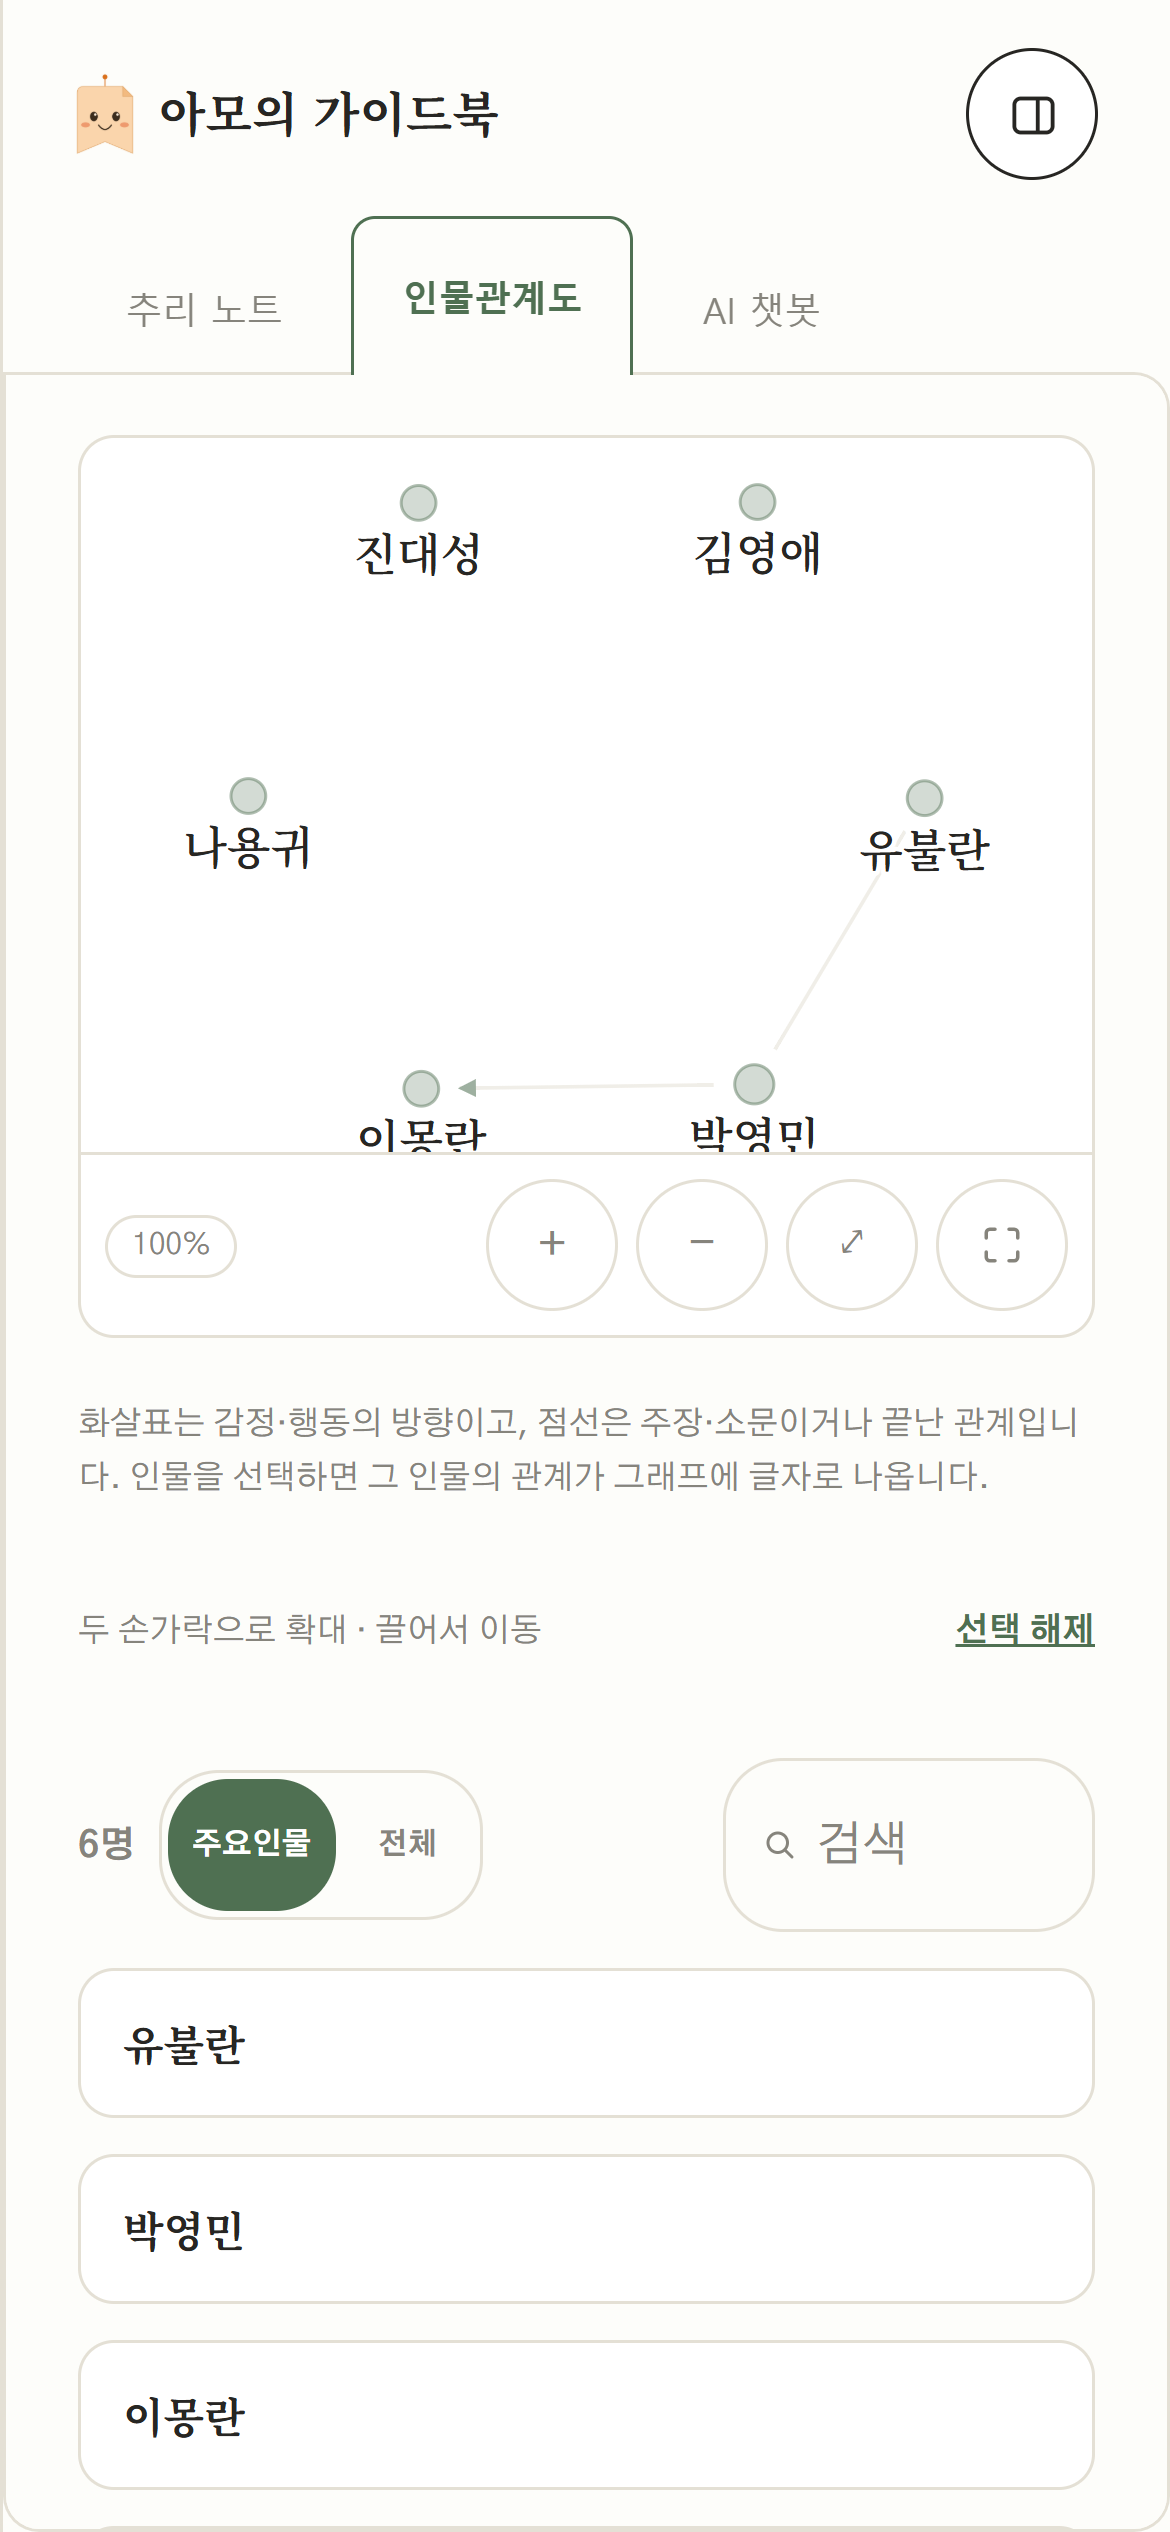 아모의 가이드북
추리 노트
인물관계도
AI 챗봇
진대성
김영애
나용귀
유불란
이몽란
박영민
100%
+
−
화살표는 감정·행동의 방향이고, 점선은 주장·소문이거나 끝난 관계입니
다. 인물을 선택하면 그 인물의 관계가 그래프에 글자로 나옵니다.
두 손가락으로 확대 · 끌어서 이동
선택 해제
6명
주요인물
전체
검색
유불란
박영민
이몽란